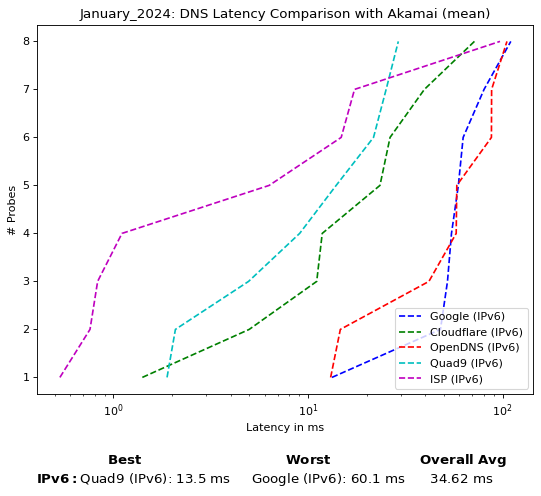 January_2024: DNS Latency Comparison with Akamai (mean)
8
7
6
5
4
3
2
1
# Probes
Google (IPv6)
Cloudflare (IPv6)
OpenDNS (IPv6)
Quad9 (IPv6)
ISP (IPv6)
10⁰ 10¹ 10²
Latency in ms
Best Worst Overall Avg
IPv6: Quad9 (IPv6): 13.5 ms Google (IPv6): 60.1 ms 34.62 ms